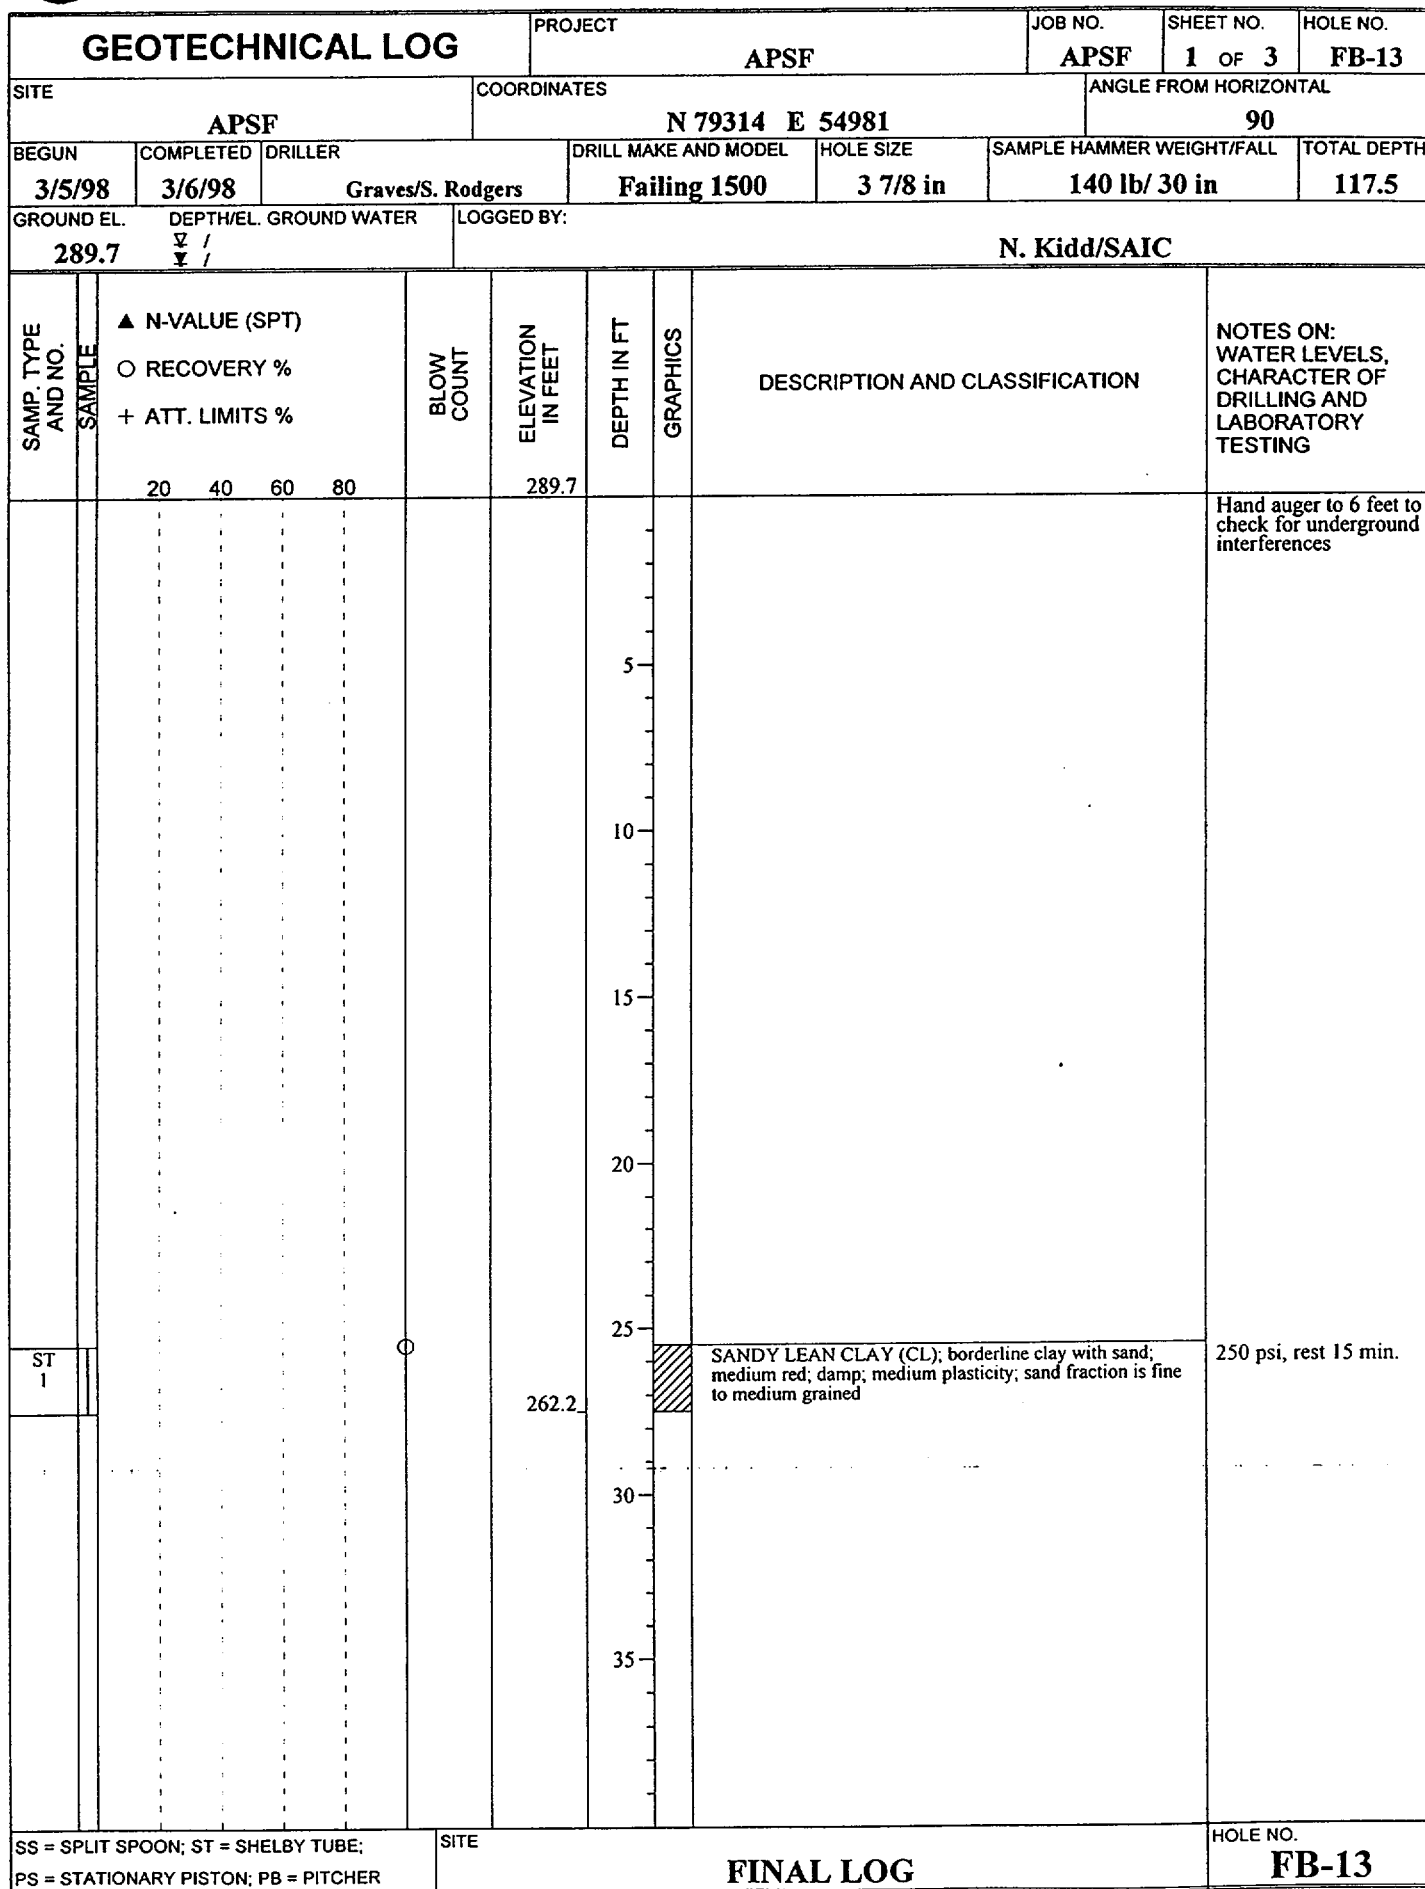 GEOTECHNICAL LOG
PROJECT
APSF
JOB NO.
APSF
SHEET NO.
1 OF 3
HOLE NO.
FB-13
SITE
APSF
COORDINATES
N 79314 E 54981
ANGLE FROM HORIZONTAL
90
BEGUN
3/5/98
COMPLETED
3/6/98
DRILLER
Graves/S. Rodgers
DRILL MAKE AND MODEL
Failing 1500
HOLE SIZE
3 7/8 in
SAMPLE HAMMER WEIGHT/FALL
140 lb/ 30 in
TOTAL DEPTH
117.5
GROUND EL.
289.7
DEPTH/EL. GROUND WATER
/
/
LOGGED BY:
N. Kidd/SAIC
SAMP. TYPE
AND NO.
SAMPLE
▲ N-VALUE (SPT)
○ RECOVERY %
+ ATT. LIMITS %
20 40 60 80
BLOW
COUNT
ELEVATION
IN FEET
289.7
DEPTH IN FT
GRAPHICS
DESCRIPTION AND CLASSIFICATION
NOTES ON:
WATER LEVELS,
CHARACTER OF
DRILLING AND
LABORATORY
TESTING
Hand auger to 6 feet to
check for underground
interferences
5
10
15
20
25
ST
1
262.2
SANDY LEAN CLAY (CL); borderline clay with sand;
medium red; damp; medium plasticity; sand fraction is fine
to medium grained
250 psi, rest 15 min.
30
35
SS = SPLIT SPOON; ST = SHELBY TUBE;
PS = STATIONARY PISTON; PB = PITCHER
SITE
FINAL LOG
HOLE NO.
FB-13